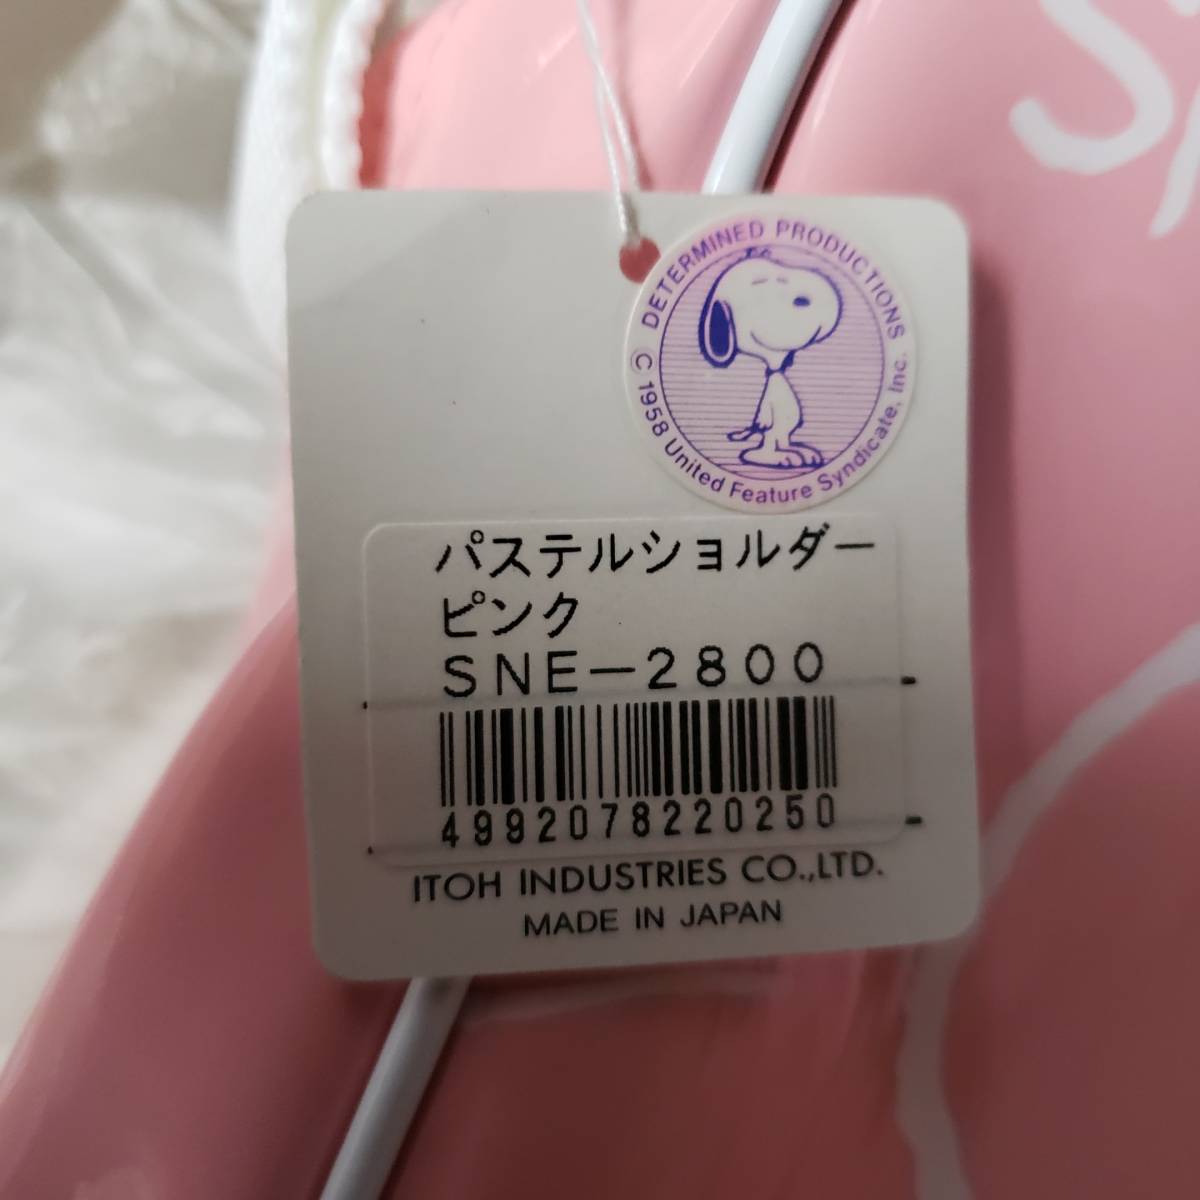 Sp
DETERMINED PRODUCTIONS
© 1958 United Feature Syndicate, Inc.
パステルショルダー
ピンク
SNE-2800
4992078220250
ITOH INDUSTRIES CO.,LTD.
MADE IN JAPAN